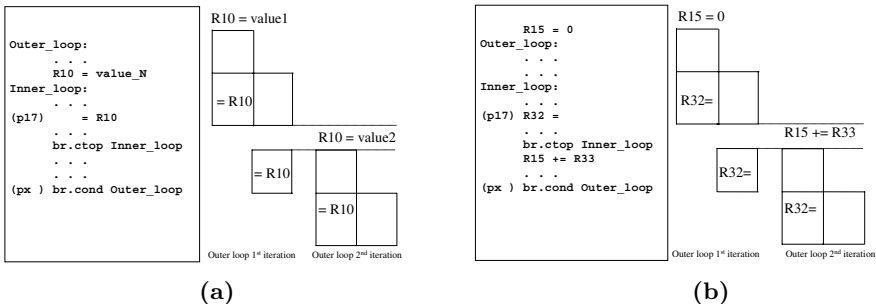 Outer_loop:
. . .
R10 = value_N
Inner_loop:
. . .
(p17) = R10
. . .
br.ctop Inner_loop
. . .
. . .
(px ) br.cond Outer_loop
R10 = value1
= R10
R10 = value2
= R10
= R10
= R10
Outer loop 1st iteration
Outer loop 2nd iteration
(a)
R15 = 0
Outer_loop:
. . .
. . .
Inner_loop:
. . .
(p17) R32 =
. . .
br.ctop Inner_loop
R15 += R33
. . .
(px ) br.cond Outer_loop
R15 = 0
R32=
R15 += R33
R32=
R32=
Outer loop 1st iteration
Outer loop 2nd iteration
(b)